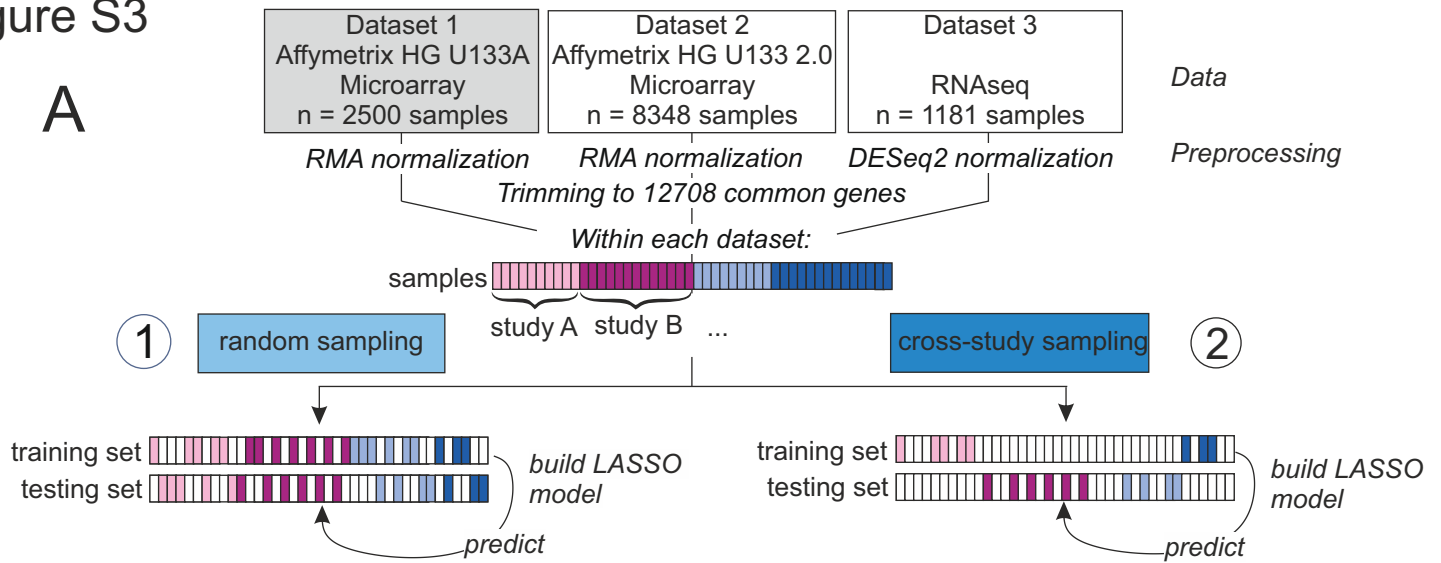 gure S3
A
Dataset 1
Affymetrix HG U133A
Microarray
n = 2500 samples
Dataset 2
Affymetrix HG U133 2.0
Microarray
n = 8348 samples
Dataset 3
RNAseq
n = 1181 samples
Data
RMA normalization
RMA normalization
DESeq2 normalization
Preprocessing
Trimming to 12708 common genes
Within each dataset:
samples
study A
study B
...
1
random sampling
cross-study sampling
2
training set
testing set
build LASSO
model
predict
training set
testing set
build LASSO
model
predict